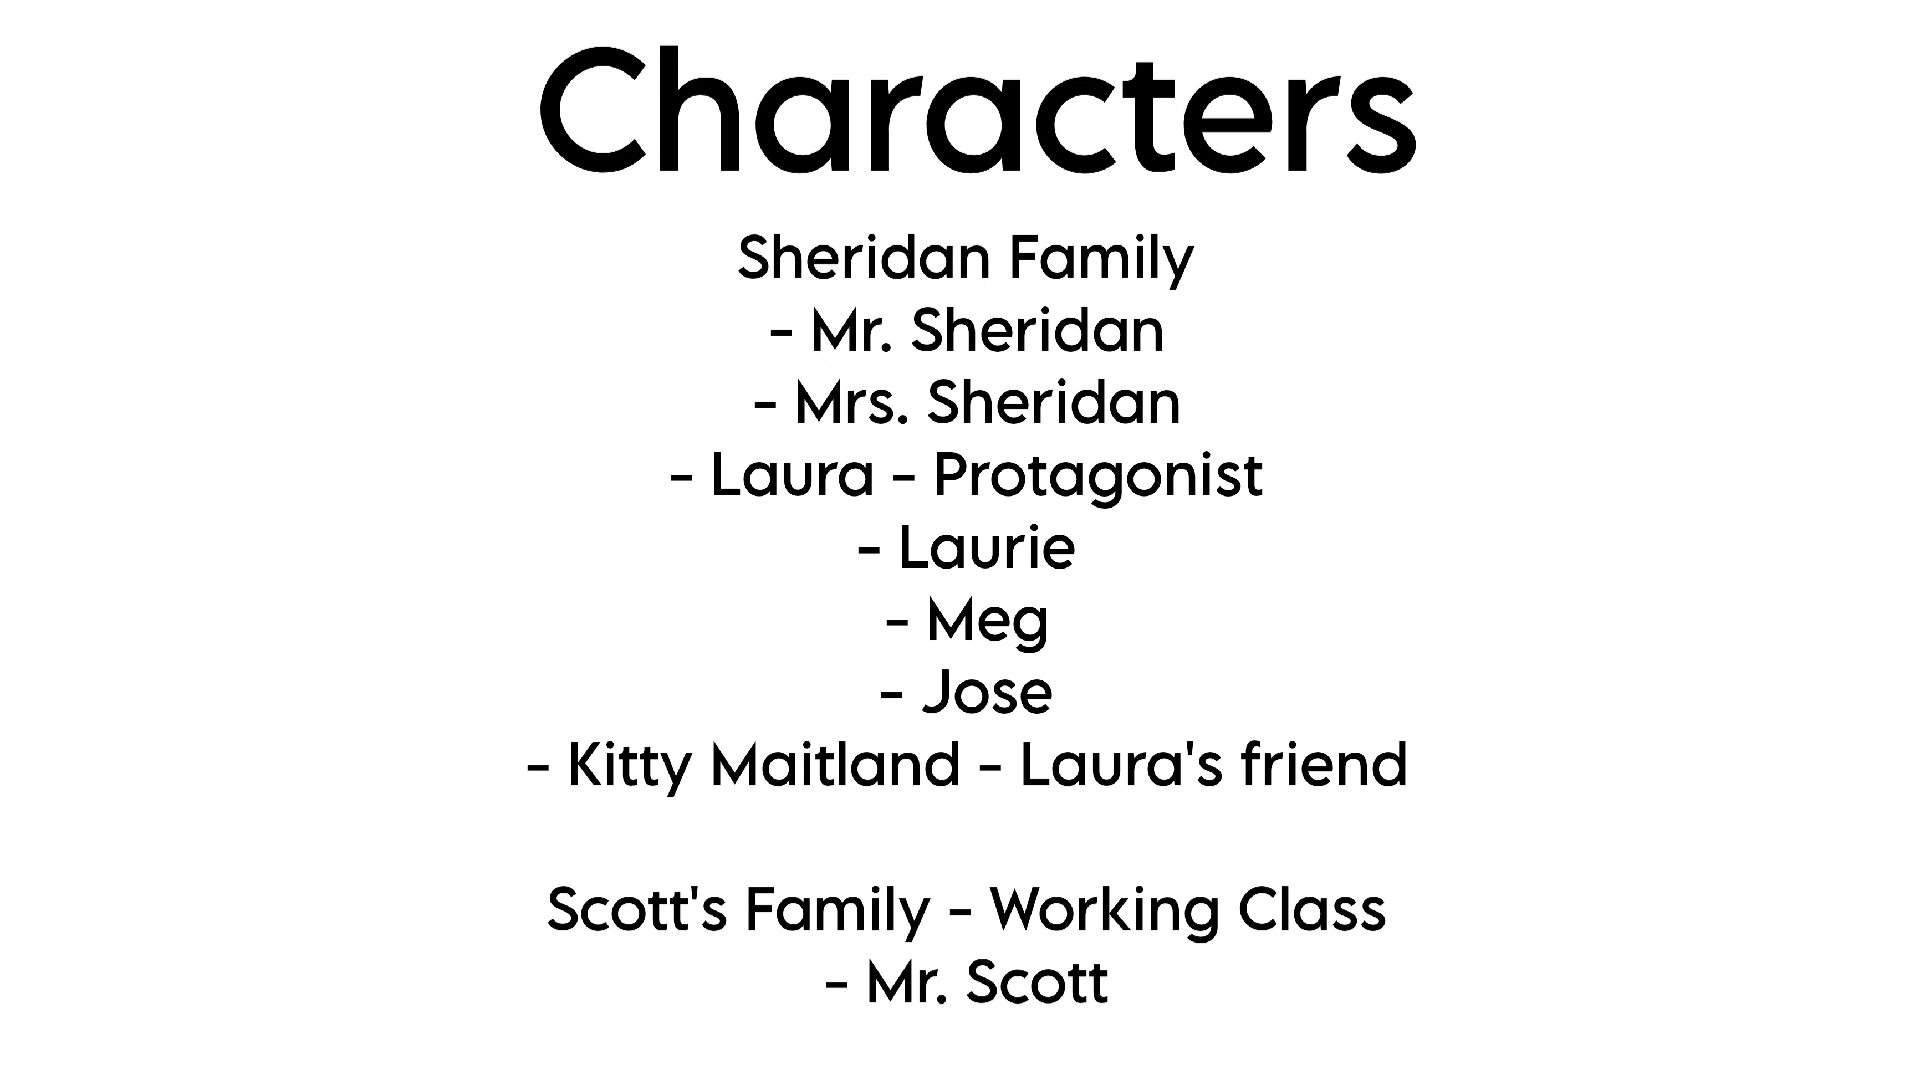 Characters
Sheridan Family
- Mr. Sheridan
- Mrs. Sheridan
- Laura - Protagonist
- Laurie
- Meg
- Jose
- Kitty Maitland - Laura's friend
Scott's Family - Working Class
- Mr. Scott